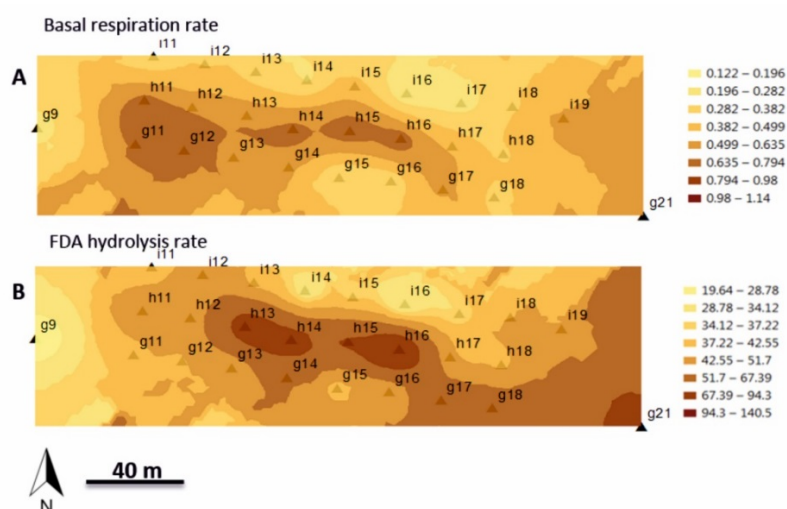 Basal respiration rate
A
i11
i12
i13
i14
i15
i16
i17
i18
i19
g9
h11
h12
h13
h14
h15
h16
h17
h18
g11
g12
g13
g14
g15
g16
g17
g18
g21
0.122 – 0.196
0.196 – 0.282
0.282 – 0.382
0.382 – 0.499
0.499 – 0.635
0.635 – 0.794
0.794 – 0.98
0.98 – 1.14
FDA hydrolysis rate
B
i11
i12
i13
i14
i15
i16
i17
i18
i19
g9
h11
h12
h13
h14
h15
h16
h17
h18
g11
g12
g13
g14
g15
g16
g17
g18
g21
19.64 – 28.78
28.78 – 34.12
34.12 – 37.22
37.22 – 42.55
42.55 – 51.7
51.7 – 67.39
67.39 – 94.3
94.3 – 140.5
40 m
N